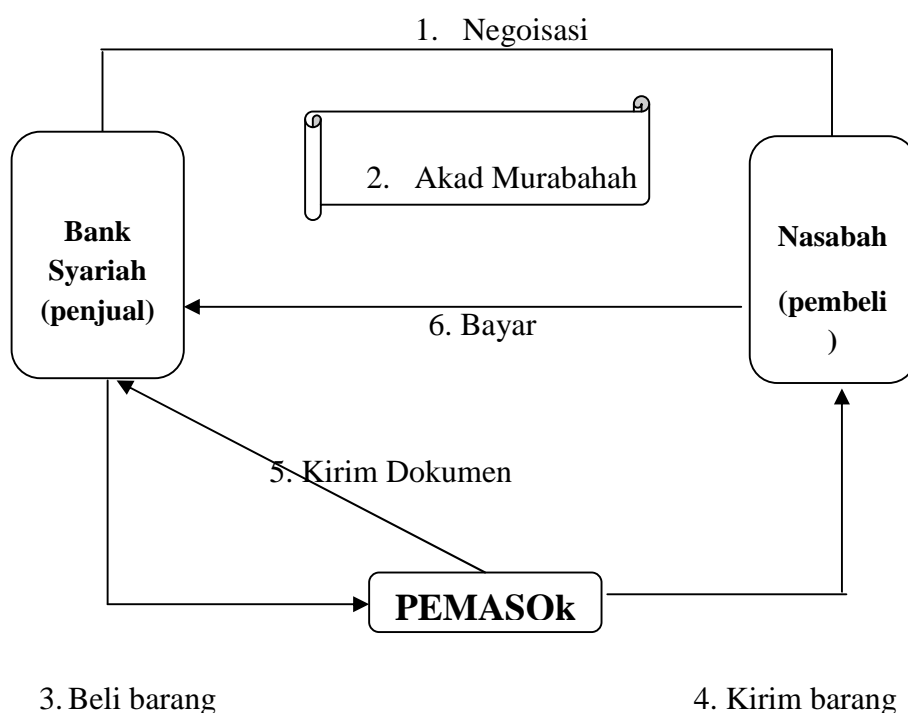 1. Negoisasi
2. Akad Murabahah
Bank
Syariah
(penjual)
Nasabah
(pembeli
)
6. Bayar
5. Kirim Dokumen
PEMASOk
3. Beli barang
4. Kirim barang